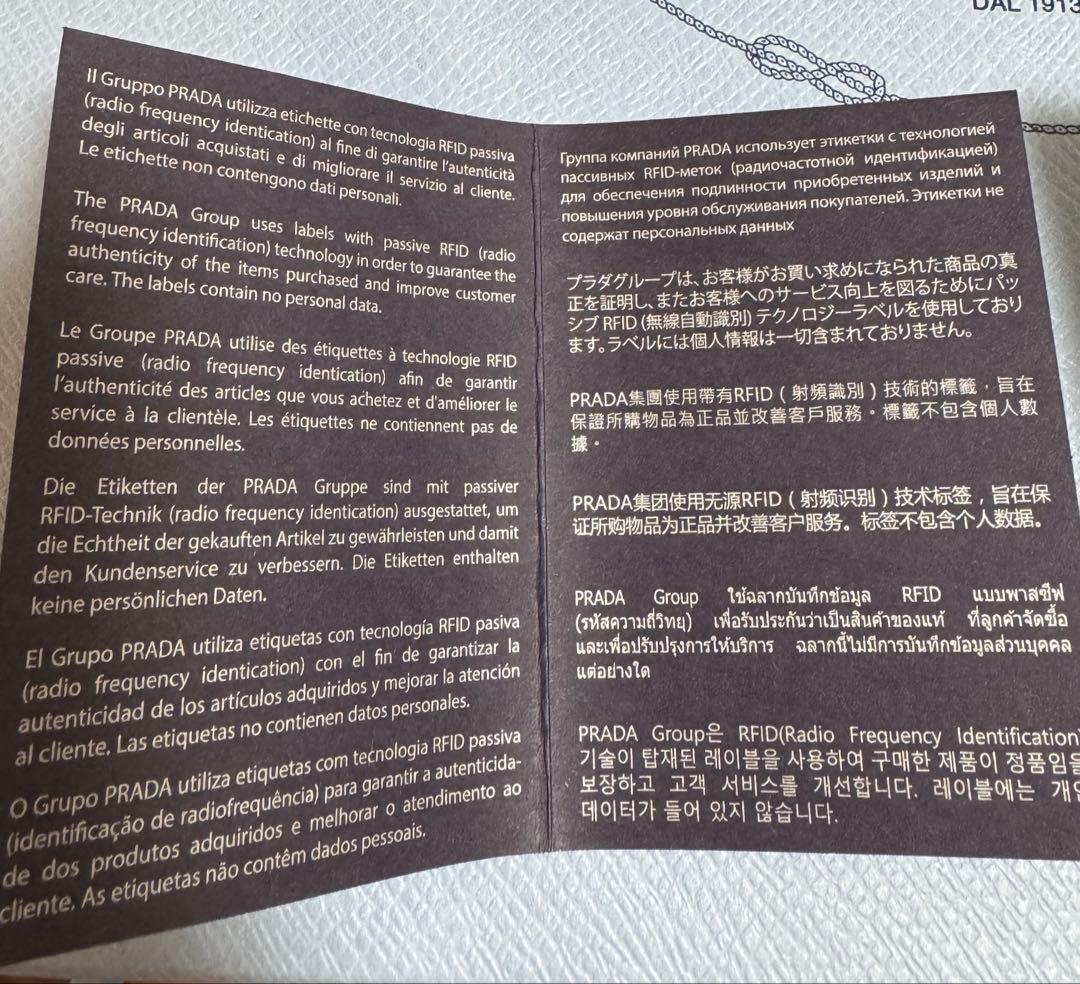 DAL 1913
Il Gruppo PRADA utilizza etichette con tecnologia RFID passiva
(radio frequency identication) al fine di garantire l'autenticità
degli articoli acquistati e di migliorare il servizio al cliente.
Le etichette non contengono dati personali.
The PRADA Group uses labels with passive RFID (radio
frequency identification) technology in order to guarantee the
authenticity of the items purchased and improve customer
care. The labels contain no personal data.
Le Groupe PRADA utilise des étiquettes à technologie RFID
passive (radio frequency identication) afin de garantir
l'authenticité des articles que vous achetez et d'améliorer le
service à la clientèle. Les étiquettes ne contiennent pas de
données personnelles.
Die Etiketten der PRADA Gruppe sind mit passiver
RFID-Technik (radio frequency identication) ausgestattet, um
die Echtheit der gekauften Artikel zu gewährleisten und damit
den Kundenservice zu verbessern. Die Etiketten enthalten
keine persönlichen Daten.
El Grupo PRADA utiliza etiquetas con tecnología RFID pasiva
(radio frequency identication) con el fin de garantizar la
autenticidad de los artículos adquiridos y mejorar la atención
al cliente. Las etiquetas no contienen datos personales.
O Grupo PRADA utiliza etiquetas com tecnologia RFID passiva
(identificação de radiofrequência) para garantir a autenticida-
de dos produtos adquiridos e melhorar o atendimento ao
cliente. As etiquetas não contêm dados pessoais.
Группа компаний PRADA использует этикетки с технологией
пассивных RFID-меток (радиочастотной идентификацией)
для обеспечения подлинности приобретенных изделий и
повышения уровня обслуживания покупателей. Этикетки не
содержат персональных данных
プラダグループは、お客様がお買い求めになられた商品の真
正を証明し、またお客様へのサービス向上を図るためにパッ
シブ RFID (無線自動識別) テクノロジーラベルを使用しており
ます。ラベルには個人情報は一切含まれておりません。
PRADA集團使用帶有RFID（射頻識別）技術的標籤，旨在
保證所購物品為正品並改善客戶服務。標籤不包含個人數
據。
PRADA集团使用无源RFID（射频识别）技术标签，旨在保
证所购物品为正品并改善客户服务。标签不包含个人数据。
PRADA Group ใช้ฉลากบันทึกข้อมูล RFID แบบพาสซีฟ
(รหัสความถี่วิทยุ) เพื่อรับประกันว่าเป็นสินค้าของแท้ ที่ลูกค้าจัดซื้อ
และเพื่อปรับปรุงการให้บริการ ฉลากนี้ไม่มีการบันทึกข้อมูลส่วนบุคคล
แต่อย่างใด
PRADA Group은 RFID(Radio Frequency Identification)
기술이 탑재된 레이블을 사용하여 구매한 제품이 정품임을
보장하고 고객 서비스를 개선합니다. 레이블에는 개인
데이터가 들어 있지 않습니다.